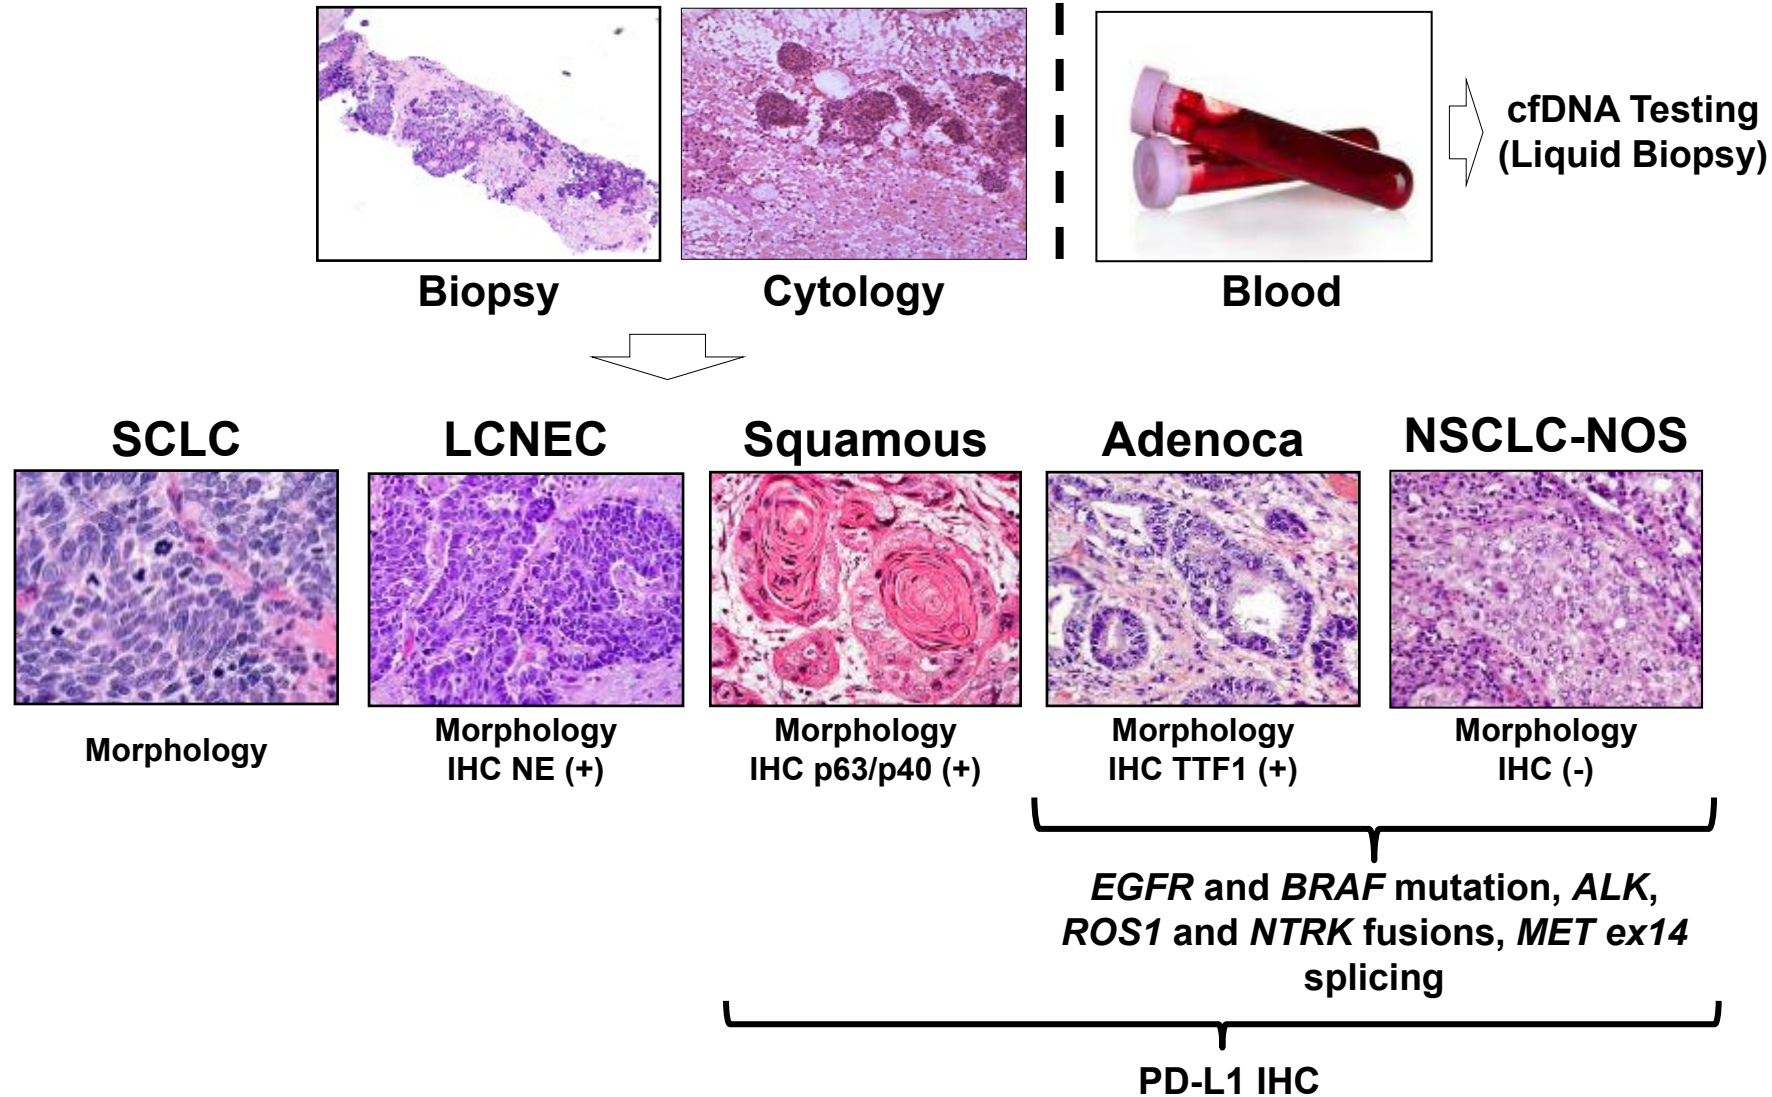 Biopsy
Cytology
Blood
cfDNA Testing
(Liquid Biopsy)
SCLC
LCNEC
Squamous
Adenoca
NSCLC-NOS
Morphology
Morphology
IHC NE (+)
Morphology
IHC p63/p40 (+)
Morphology
IHC TTF1 (+)
Morphology
IHC (-)
EGFR and BRAF mutation, ALK,
ROS1 and NTRK fusions, MET ex14
splicing
PD-L1 IHC